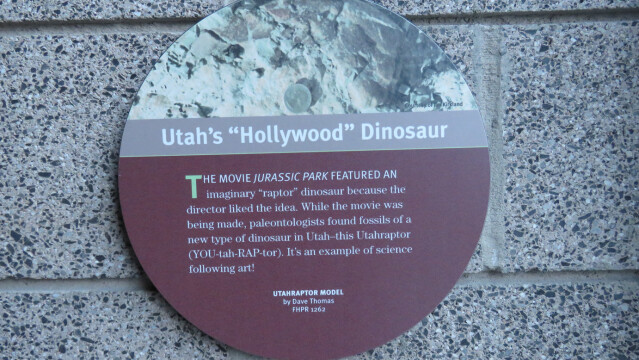 Utah's “Hollywood” Dinosaur
THE MOVIE JURASSIC PARK FEATURED AN
imaginary “raptor” dinosaur because the
director liked the idea. While the movie was
being made, paleontologists found fossils of a
new type of dinosaur in Utah–this Utahraptor
(YOU-tah-RAP-tor). It's an example of science
following art!
UTAHRAPTOR MODEL
by Dave Thomas
FHPR 1262